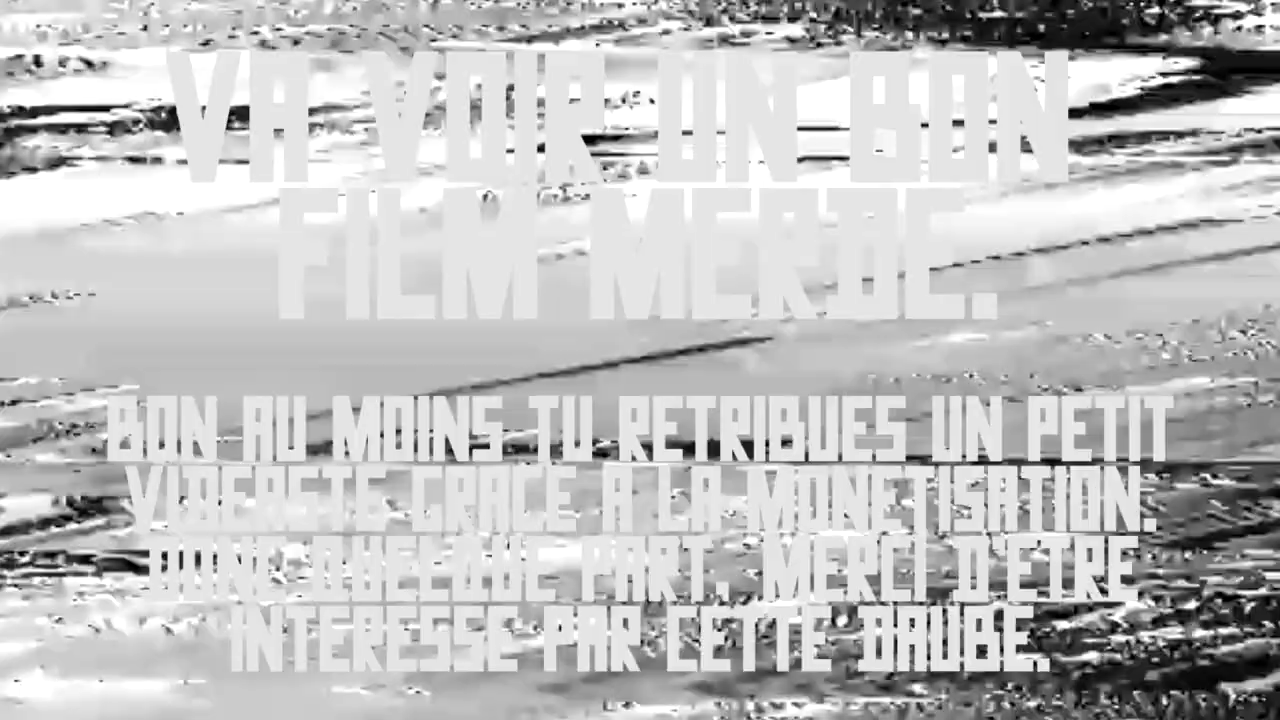 VA VOIR UN BON
FILM MERDE.
BON AU MOINS TU RETRIBUES UN PETIT
VIDEASTE GRACE A LA MONETISATION.
DONC QUELQUE PART, MERCI D'ETRE
INTERESSE PAR CETTE DAUBE.